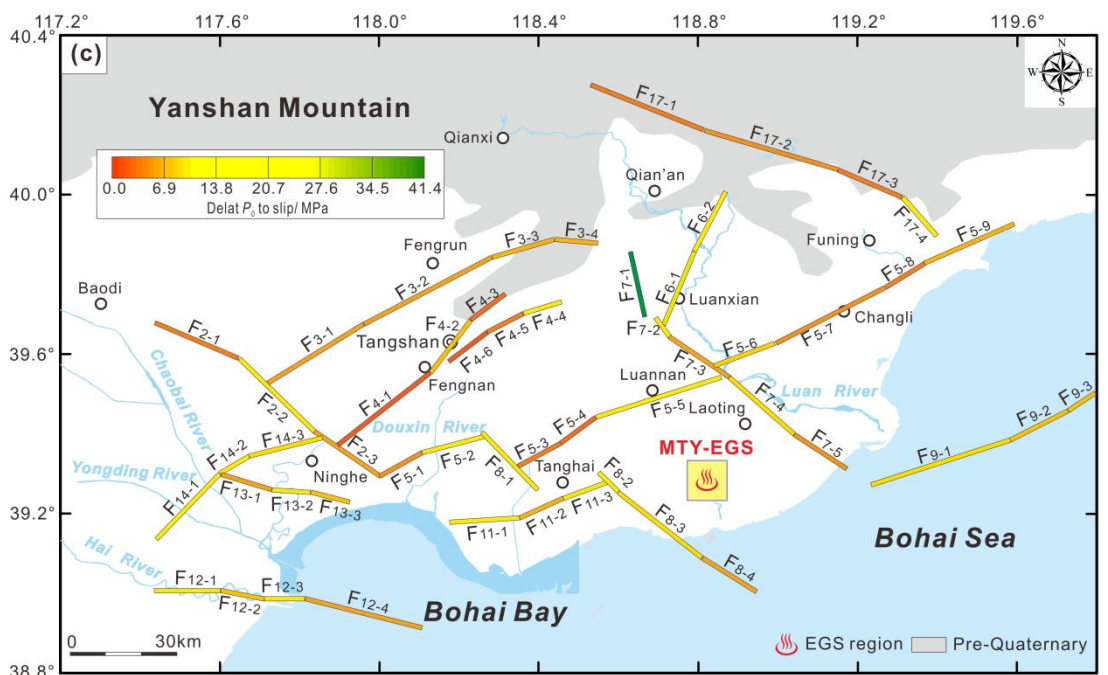 117.2° 117.6° 118.0° 118.4° 118.8° 119.2° 119.6°
40.4°
40.0°
39.6°
39.2°
38.8°
(c)
N
W E
S
Yanshan Mountain
0.0 6.9 13.8 20.7 27.6 34.5 41.4
Delat P₀ to slip/ MPa
Qianxi
Qian'an
Fengrun
Funing
Baodi
Luanxian
Changli
Tangshan
Fengnan
Luannan
Laoting
Ninghe
Tanghai
Chaobai River
Douxin River
Luan River
Yongding River
Hai River
MTY-EGS
Bohai Sea
Bohai Bay
F17-1
F17-2
F17-3
F17-4
F6-2
F6-1
F3-4
F3-3
F3-2
F3-1
F5-9
F5-8
F5-7
F5-6
F5-5
F5-4
F5-3
F5-2
F5-1
F7-1
F7-2
F7-3
F7-4
F7-5
F4-3
F4-2
F4-4
F4-5
F4-6
F4-1
F2-1
F2-2
F2-3
F14-3
F14-2
F14-1
F13-1
F13-2
F13-3
F8-1
F8-2
F8-3
F8-4
F11-1
F11-2
F11-3
F9-3
F9-2
F9-1
F12-1
F12-2
F12-3
F12-4
0 30km
EGS region Pre-Quaternary